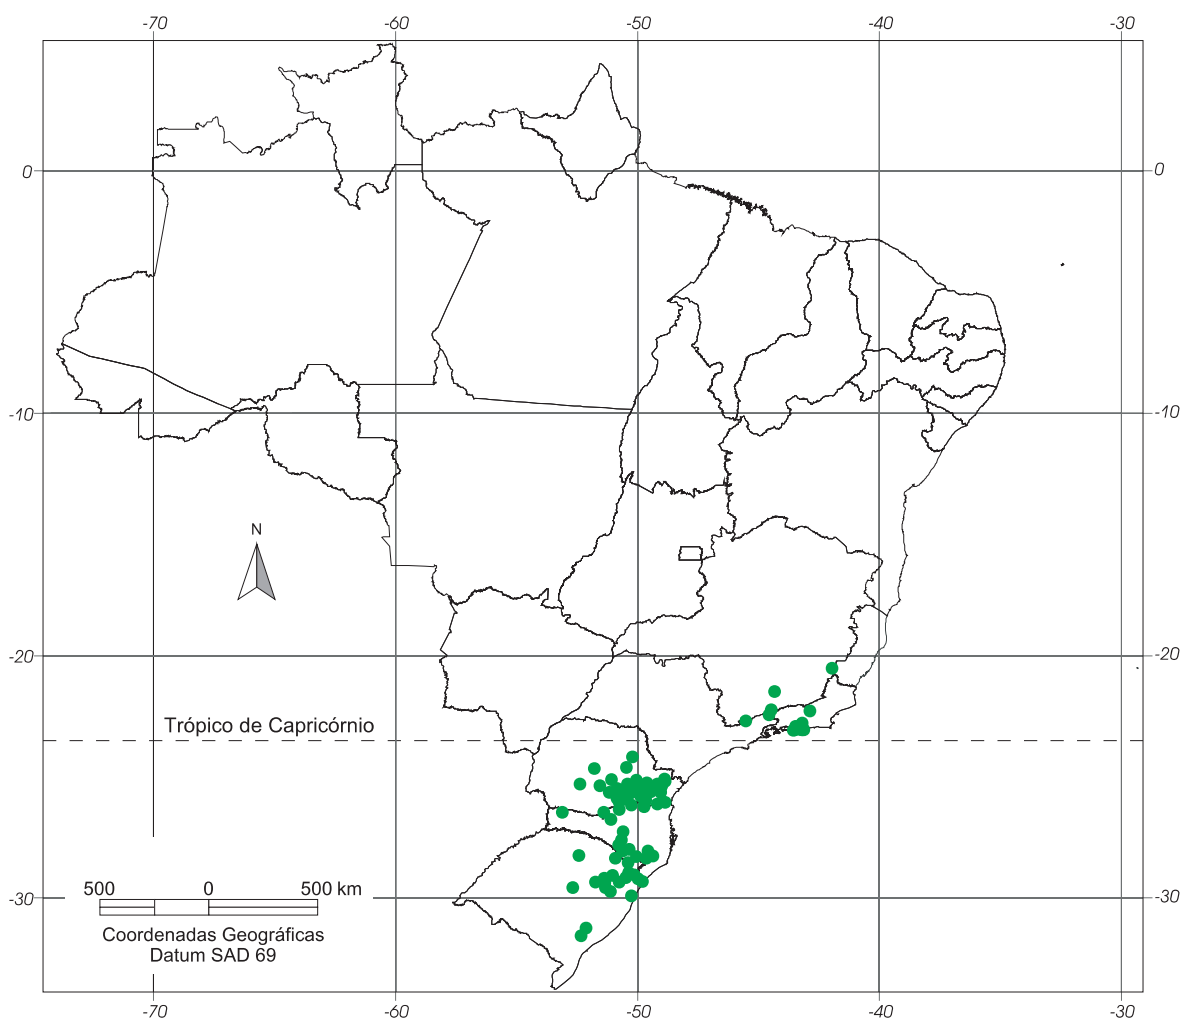 -70 -60 -50 -40 -30
0 0
-10 -10
N
-20 -20
Trópico de Capricórnio
500 0 500 km
-30 -30
Coordenadas Geográficas
Datum SAD 69
-70 -60 -50 -40 -30